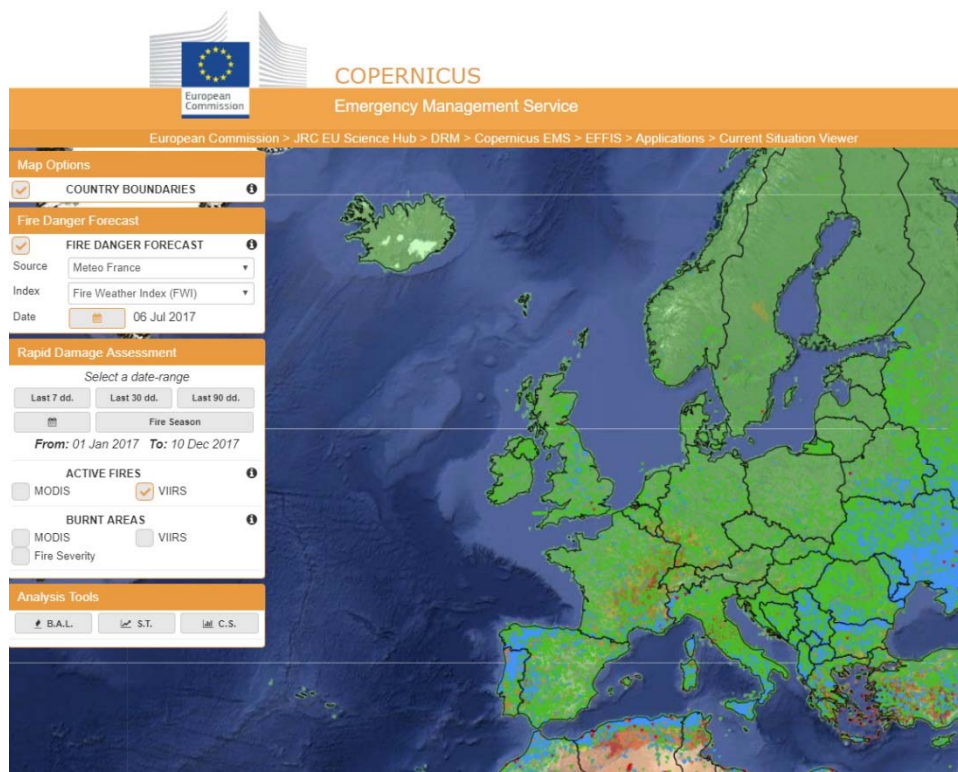 European
Commission
COPERNICUS
Emergency Management Service
European Commission > JRC EU Science Hub > DRM > Copernicus EMS > EFFIS > Applications > Current Situation Viewer
Map Options
COUNTRY BOUNDARIES
Fire Danger Forecast
FIRE DANGER FORECAST
Source Meteo France
Index Fire Weather Index (FWI)
Date 06 Jul 2017
Rapid Damage Assessment
Select a date-range
Last 7 dd. Last 30 dd. Last 90 dd.
Fire Season
From: 01 Jan 2017 To: 10 Dec 2017
ACTIVE FIRES
MODIS VIIRS
BURNT AREAS
MODIS VIIRS
Fire Severity
Analysis Tools
B.A.L. S.T. C.S.